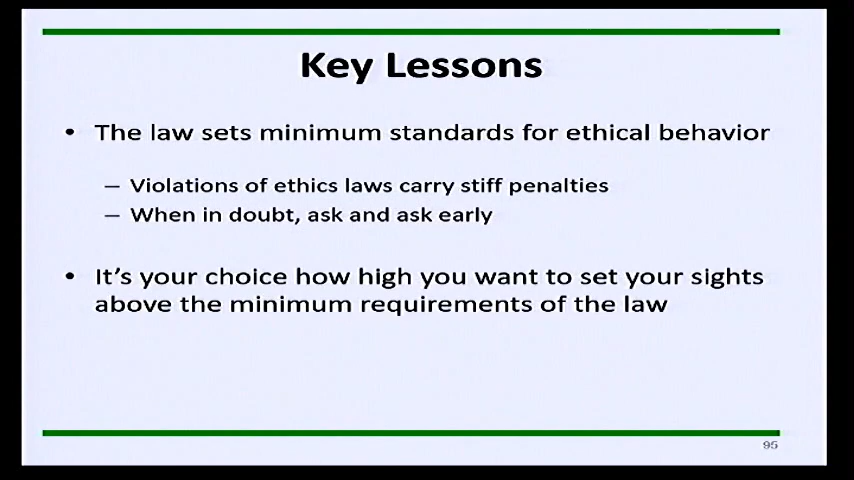 Key Lessons
• The law sets minimum standards for ethical behavior
– Violations of ethics laws carry stiff penalties
– When in doubt, ask and ask early
• It’s your choice how high you want to set your sights
above the minimum requirements of the law
95